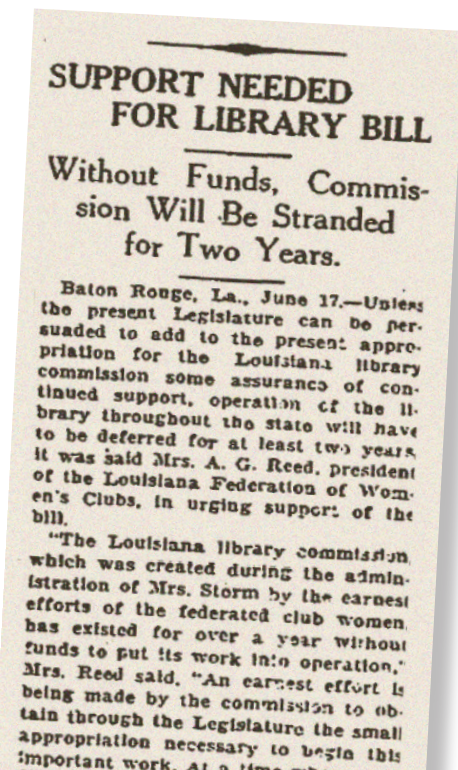 SUPPORT NEEDED
FOR LIBRARY BILL
Without Funds, Commis-
sion Will Be Stranded
for Two Years.
Baton Rouge, La., June 17.—Unless
the present Legislature can be per-
suaded to add to the present appro-
priation for the Louisiana library
commission some assurance of con-
tinued support, operation of the li-
brary throughout the state will have
to be deferred for at least two years,
it was said Mrs. A. G. Reed, president
of the Louisiana Federation of Wom-
en's Clubs, in urging support of the
bill.
"The Louisiana library commission,
which was created during the admin-
istration of Mrs. Storm by the earnest
efforts of the federated club women,
has existed for over a year without
funds to put its work into operation,"
Mrs. Reed said. "An earnest effort is
being made by the commission to ob-
tain through the Legislature the small
appropriation necessary to begin this
important work. At a time